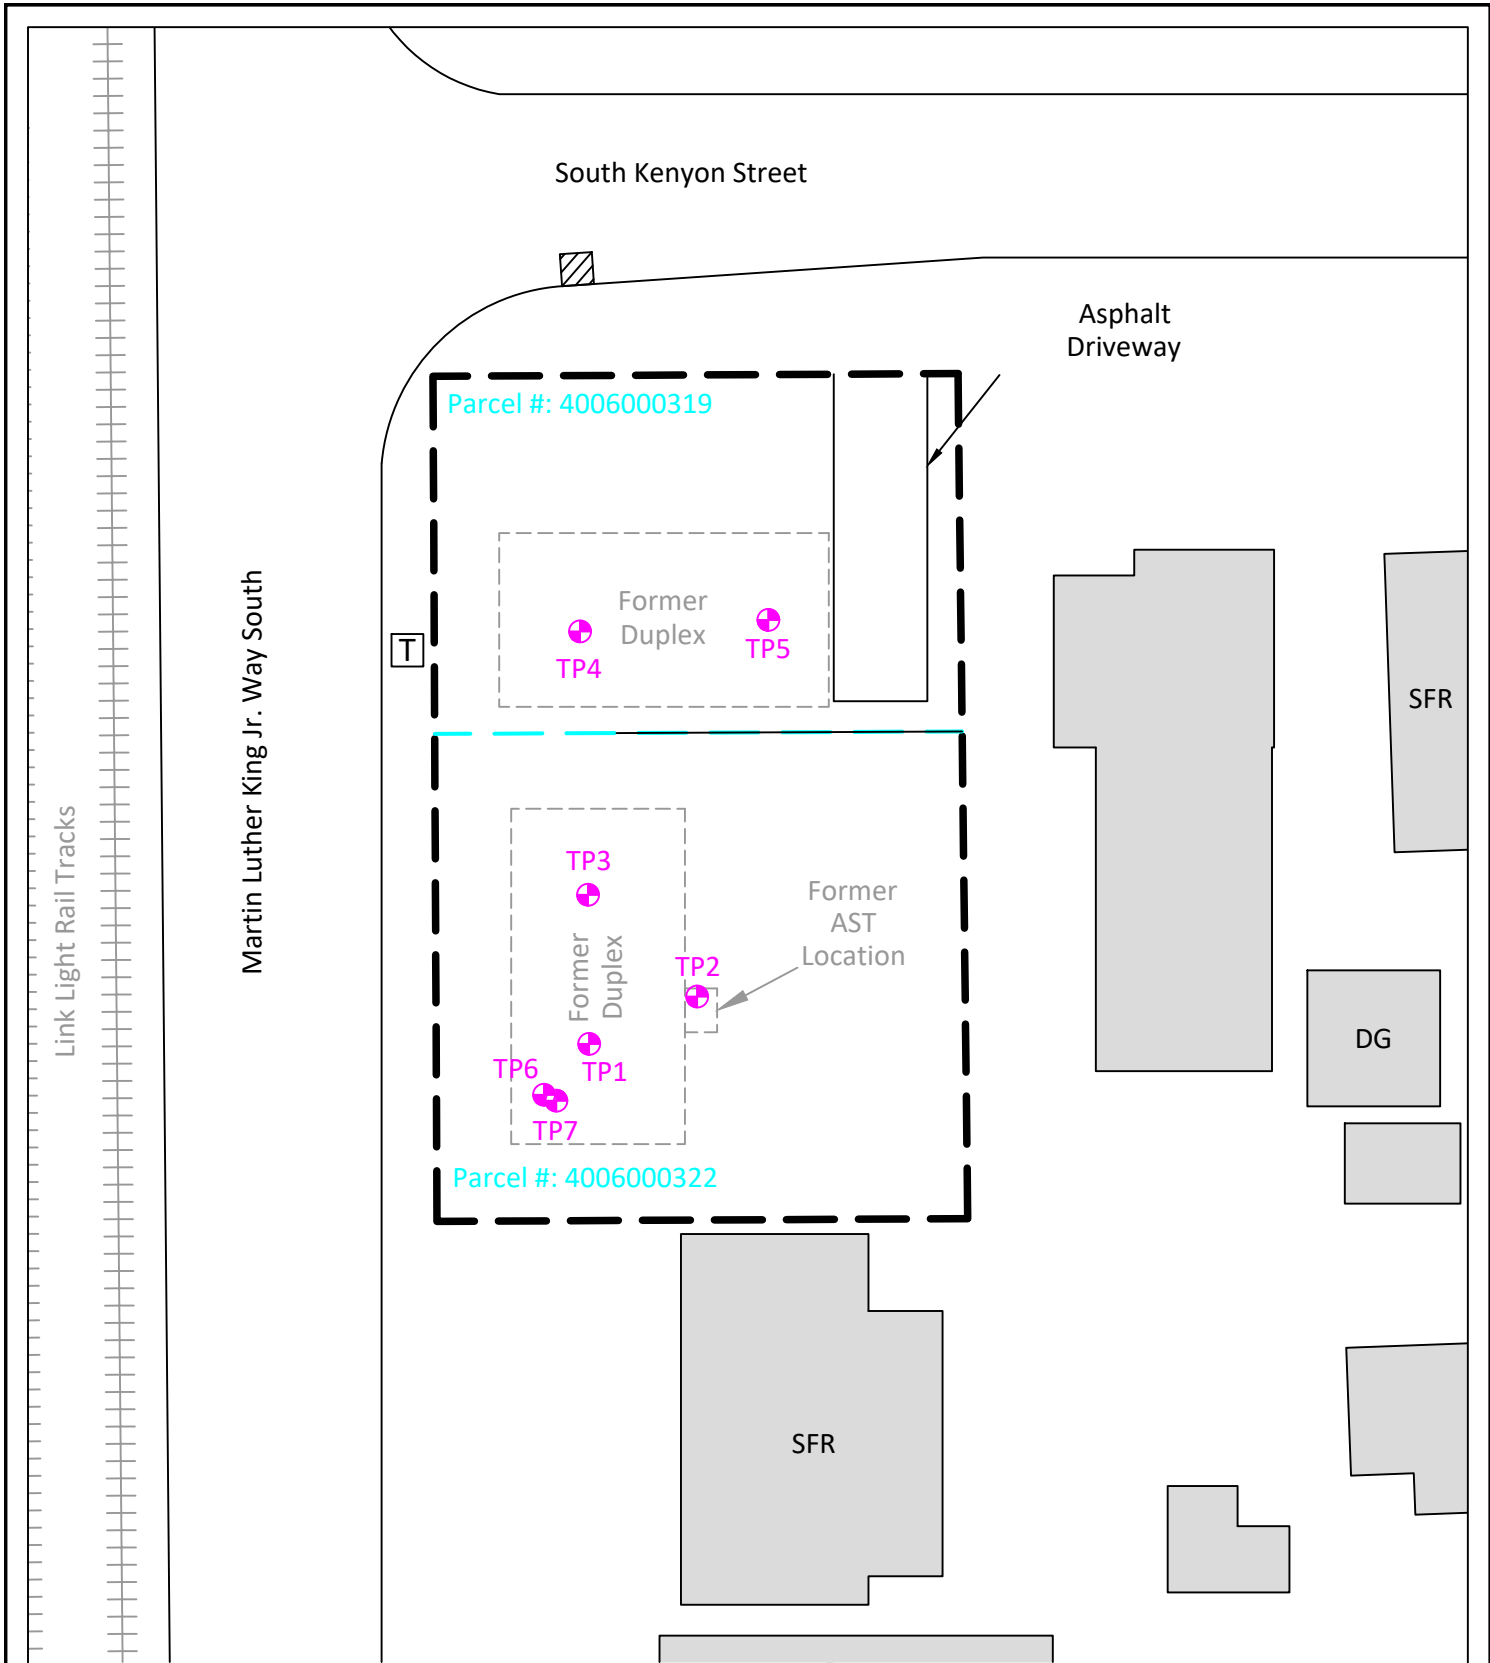 South Kenyon Street
Asphalt
Driveway
Parcel #: 4006000319
Former
Duplex
TP4
TP5
T
SFR
Martin Luther King Jr. Way South
Link Light Rail Tracks
TP3
Former
AST
Location
Former
Duplex
TP2
TP1
TP6
TP7
DG
Parcel #: 4006000322
SFR